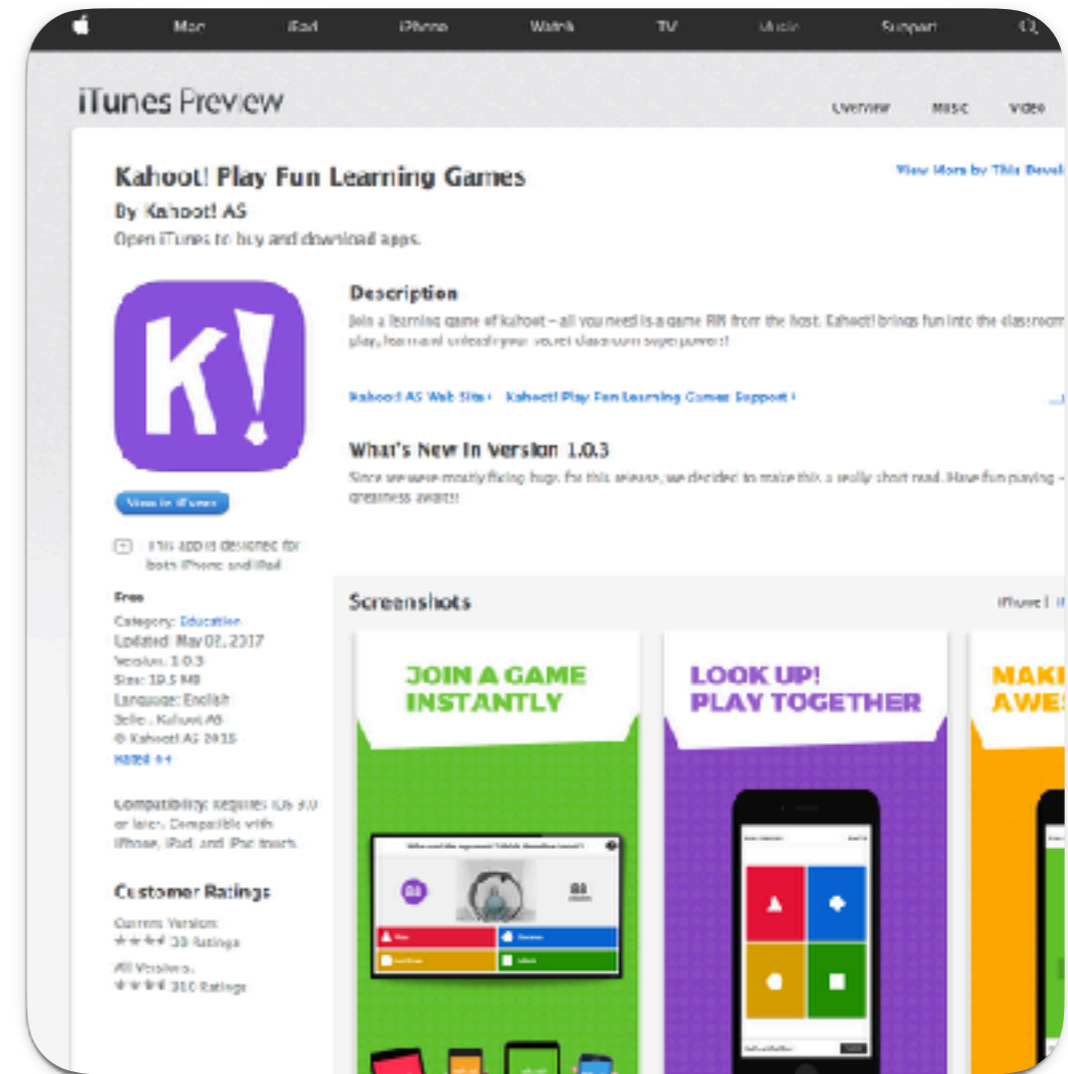 Mac iPad iPhone Watch TV Music Support
iTunes Preview
Overview Music Video
Kahoot! Play Fun Learning Games
View More by This Devel
By Kahoot! AS
Open iTunes to buy and download apps.
K!
Description
Join a learning game of kahoot – all you need is a game PIN from the host. Kahoot! brings fun into the classroom
play, learn and unleash your secret classroom superpowers!
Kahoot! AS Web Site › Kahoot! Play Fun Learning Games Support ›
What's New in Version 1.0.3
Since we were mostly fixing bugs for this release, we decided to make this a really short read. Have fun playing –
greatness awaits!
View in iTunes
+ This app is designed for
both iPhone and iPad
Free
Category: Education
Updated: May 02, 2017
Version: 1.0.3
Size: 19.5 MB
Language: English
Seller: Kahoot! AS
© Kahoot! AS
Rated 4+
Compatibility: Requires iOS 9.0
or later. Compatible with
iPhone, iPad, and iPod touch.
Customer Ratings
Current Version:
Ratings
All Versions:
Ratings
Screenshots
iPhone |
JOIN A GAME
INSTANTLY
LOOK UP!
PLAY TOGETHER
MAKE
AWES